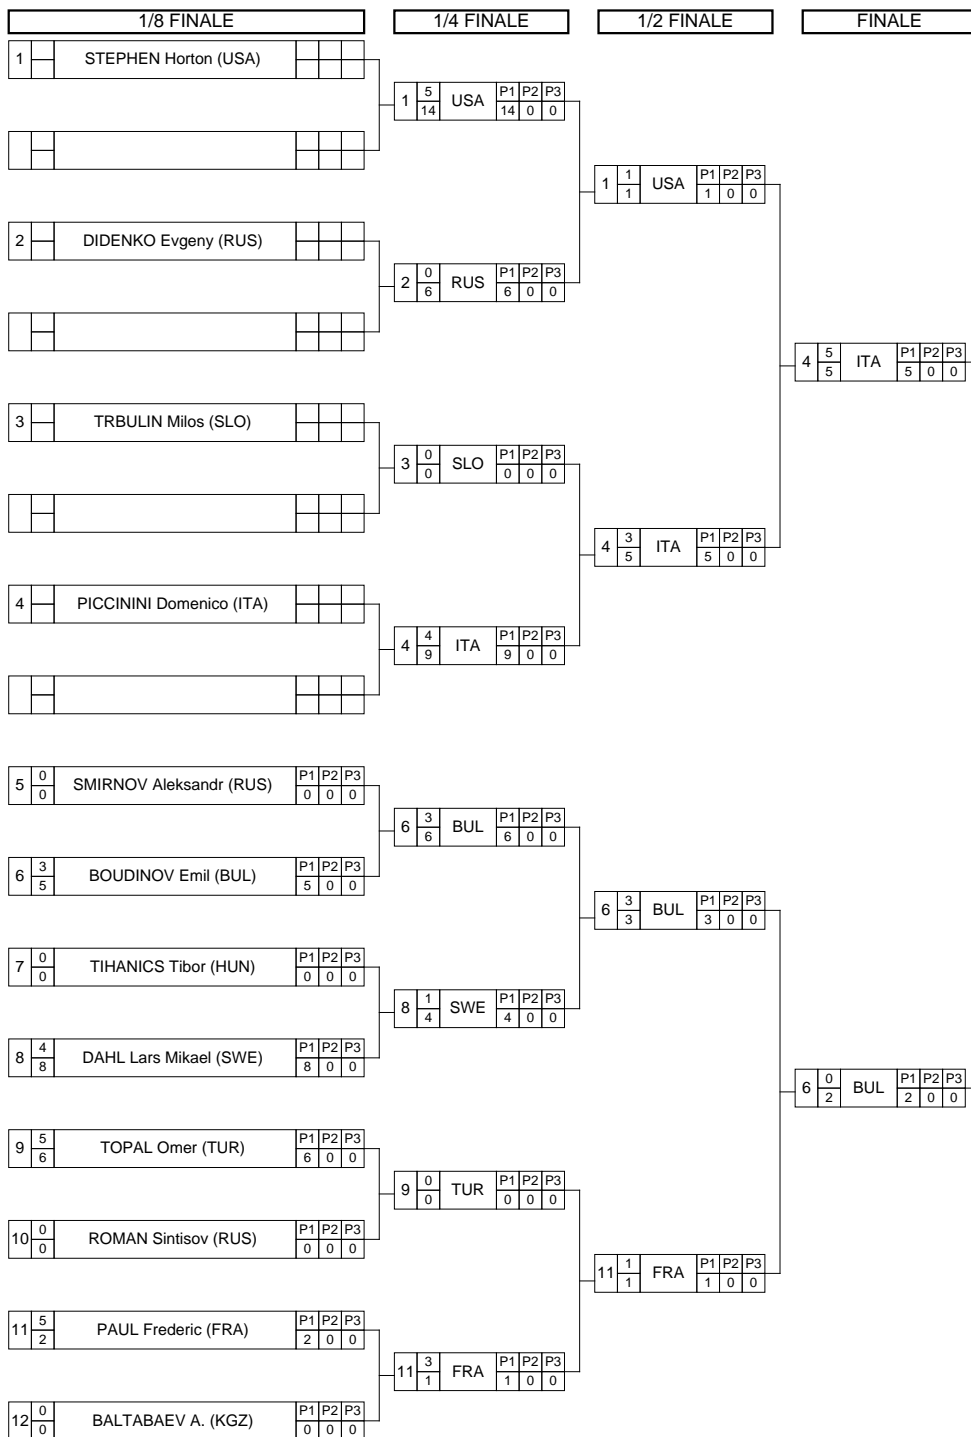 1/8 FINALE 1/4 FINALE 1/2 FINALE FINALE
1 STEPHEN Horton (USA)
1 5 14 USA P1 P2 P3 14 0 0
1 1 1 USA P1 P2 P3 1 0 0
2 DIDENKO Evgeny (RUS)
2 0 6 RUS P1 P2 P3 6 0 0
4 5 5 ITA P1 P2 P3 5 0 0
3 TRBULIN Milos (SLO)
3 0 0 SLO P1 P2 P3 0 0 0
4 3 5 ITA P1 P2 P3 5 0 0
4 PICCININI Domenico (ITA)
4 4 9 ITA P1 P2 P3 9 0 0
5 0 0 SMIRNOV Aleksandr (RUS) P1 P2 P3 0 0 0
6 3 6 BUL P1 P2 P3 6 0 0
6 3 5 BOUDINOV Emil (BUL) P1 P2 P3 5 0 0
6 3 3 BUL P1 P2 P3 3 0 0
7 0 0 TIHANICS Tibor (HUN) P1 P2 P3 0 0 0
8 1 4 SWE P1 P2 P3 4 0 0
8 4 8 DAHL Lars Mikael (SWE) P1 P2 P3 8 0 0
6 0 2 BUL P1 P2 P3 2 0 0
9 5 6 TOPAL Omer (TUR) P1 P2 P3 6 0 0
9 0 0 TUR P1 P2 P3 0 0 0
10 0 0 ROMAN Sintisov (RUS) P1 P2 P3 0 0 0
11 1 1 FRA P1 P2 P3 1 0 0
11 5 2 PAUL Frederic (FRA) P1 P2 P3 2 0 0
11 3 1 FRA P1 P2 P3 1 0 0
12 0 0 BALTABAEV A. (KGZ) P1 P2 P3 0 0 0